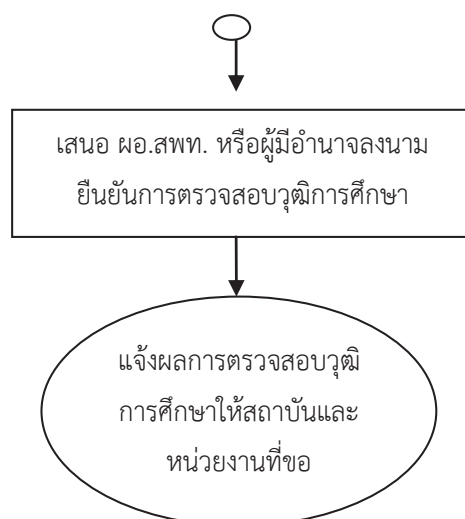 เสนอ ผอ.สพท. หรือผู้มีอำนาจลงนาม
ยืนยันการตรวจสอบวุฒิการศึกษา
แจ้งผลการตรวจสอบวุฒิ
การศึกษาให้สถาบันและ
หน่วยงานที่ขอ